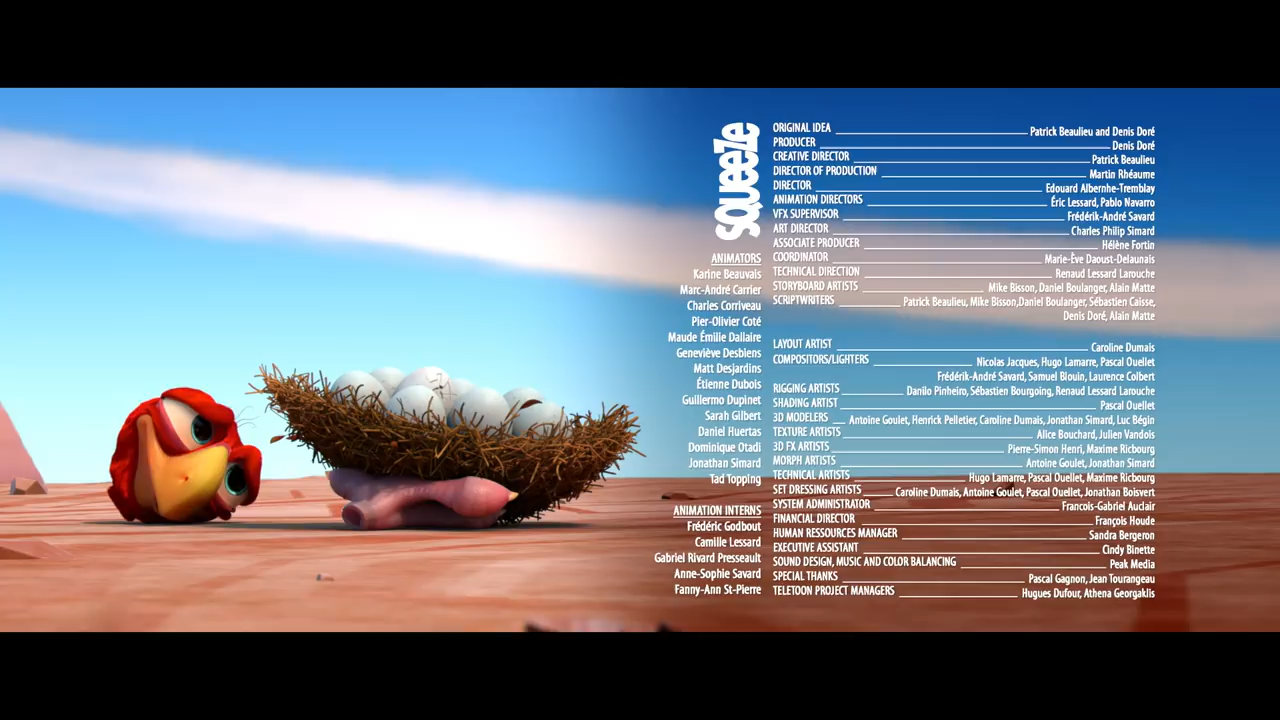 squeeze
ANIMATORS
Karine Beauvais
Marc-André Carrier
Charles Corriveau
Pier-Olivier Coté
Maude Émilie Dallaire
Geneviève Desbiens
Matt Desjardins
Étienne Dubois
Guillermo Dupinet
Sarah Gilbert
Daniel Huertas
Dominique Otadi
Jonathan Simard
Tad Topping
ANIMATION INTERNS
Frédéric Godbout
Camille Lessard
Gabriel Rivard Presseault
Anne-Sophie Savard
Fanny-Ann St-Pierre
ORIGINAL IDEA Patrick Beaulieu and Denis Doré
PRODUCER Denis Doré
CREATIVE DIRECTOR Patrick Beaulieu
DIRECTOR OF PRODUCTION Martin Rhéaume
DIRECTOR Edouard Albernhe-Tremblay
ANIMATION DIRECTORS Éric Lessard, Pablo Navarro
VFX SUPERVISOR Frédérik-André Savard
ART DIRECTOR Charles Philip Simard
ASSOCIATE PRODUCER Hélène Fortin
COORDINATOR Marie-Ève Daoust-Delaunais
TECHNICAL DIRECTION Renaud Lessard Larouche
STORYBOARD ARTISTS Mike Bisson, Daniel Boulanger, Alain Matte
SCRIPTWRITERS Patrick Beaulieu, Mike Bisson,Daniel Boulanger, Sébastien Caisse,
Denis Doré, Alain Matte
LAYOUT ARTIST Caroline Dumais
COMPOSITORS/LIGHTERS Nicolas Jacques, Hugo Lamarre, Pascal Ouellet
Frédérik-André Savard, Samuel Blouin, Laurence Colbert
RIGGING ARTISTS Danilo Pinheiro, Sébastien Bourgoing, Renaud Lessard Larouche
SHADING ARTIST Pascal Ouellet
3D MODELERS Antoine Goulet, Henrick Pelletier, Caroline Dumais, Jonathan Simard, Luc Bégin
TEXTURE ARTISTS Alice Bouchard, Julien Vandois
3D FX ARTISTS Pierre-Simon Henri, Maxime Ricbourg
MORPH ARTISTS Antoine Goulet, Jonathan Simard
TECHNICAL ARTISTS Hugo Lamarre, Pascal Ouellet, Maxime Ricbourg
SET DRESSING ARTISTS Caroline Dumais, Antoine Goulet, Pascal Ouellet, Jonathan Boisvert
SYSTEM ADMINISTRATOR Francois-Gabriel Auclair
FINANCIAL DIRECTOR François Houde
HUMAN RESSOURCES MANAGER Sandra Bergeron
EXECUTIVE ASSISTANT Cindy Binette
SOUND DESIGN, MUSIC AND COLOR BALANCING Peak Media
SPECIAL THANKS Pascal Gagnon, Jean Tourangeau
TELETOON PROJECT MANAGERS Hugues Dufour, Athena Georgaklis